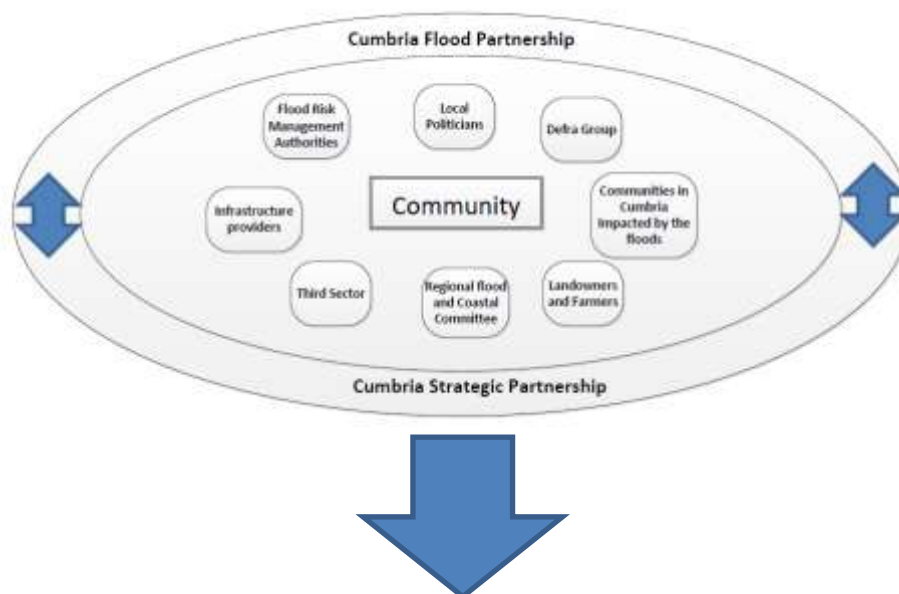 Cumbria Flood Partnership
Flood Risk
Management
Authorities
Local
Politicians
Defra Group
Infrastructure
providers
Community
Communities in
Cumbria
Impacted by the
floods
Third Sector
Regional flood
and Coastal
Committee
Landowners
and Farmers
Cumbria Strategic Partnership